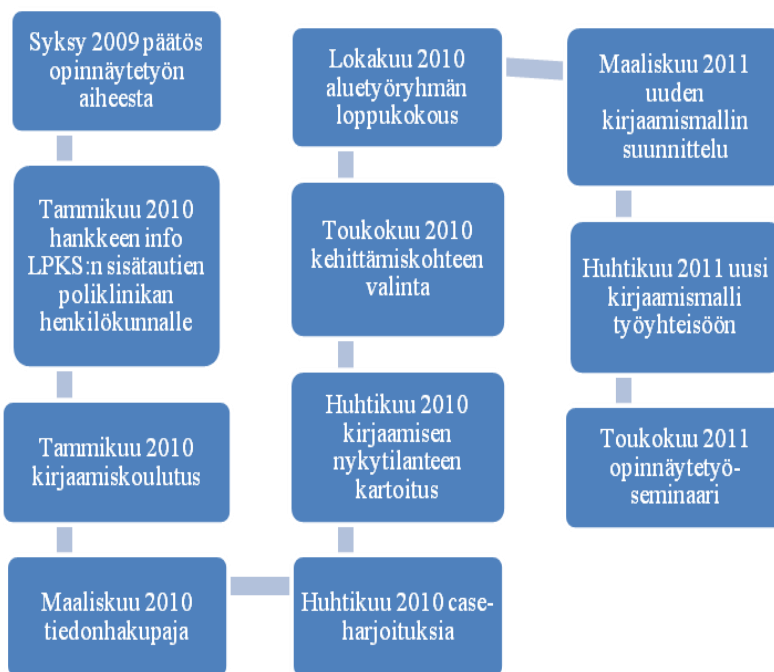 Syksy 2009 päätös
opinnäytetyön
aiheesta
Tammikuu 2010
hankkeen info
LPKS:n sisätautien
poliklinikan
henkilökunnalle
Tammikuu 2010
kirjaamiskoulutus
Maaliskuu 2010
tiedonhakupaja
Huhtikuu 2010 case-
harjoituksia
Huhtikuu 2010
kirjaamisen
nykytilanteen
kartoitus
Toukokuu 2010
kehittämiskohteen
valinta
Lokakuu 2010
aluetyöryhmän
loppukokous
Maaliskuu 2011
uuden
kirjaamismallin
suunnittelu
Huhtikuu 2011 uusi
kirjaamismalli
työyhteisöön
Toukokuu 2011
opinnäytetyö-
seminaari